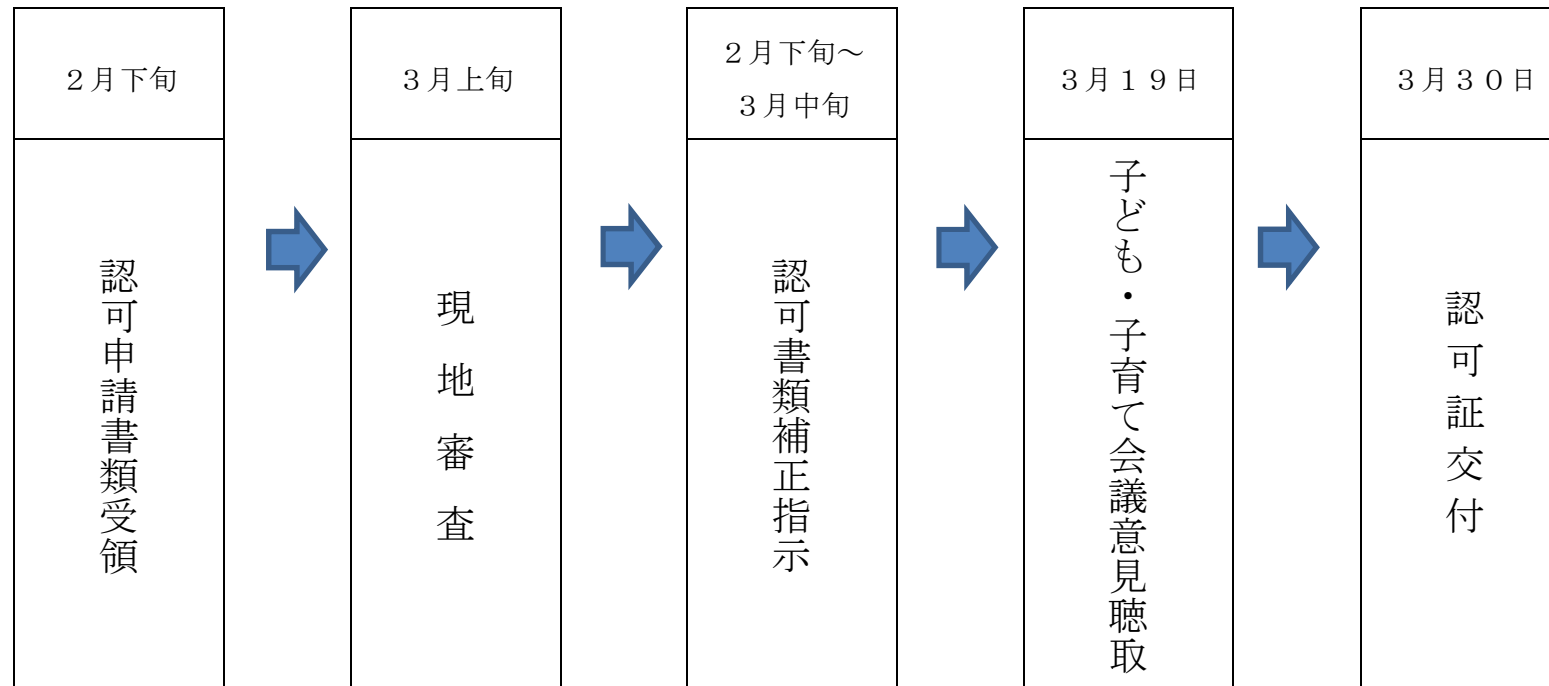 ２月下旬
認可申請書類受領
３月上旬
現地審査
２月下旬～
３月中旬
認可書類補正指示
３月１９日
子ども・子育て会議意見聴取
３月３０日
認可証交付